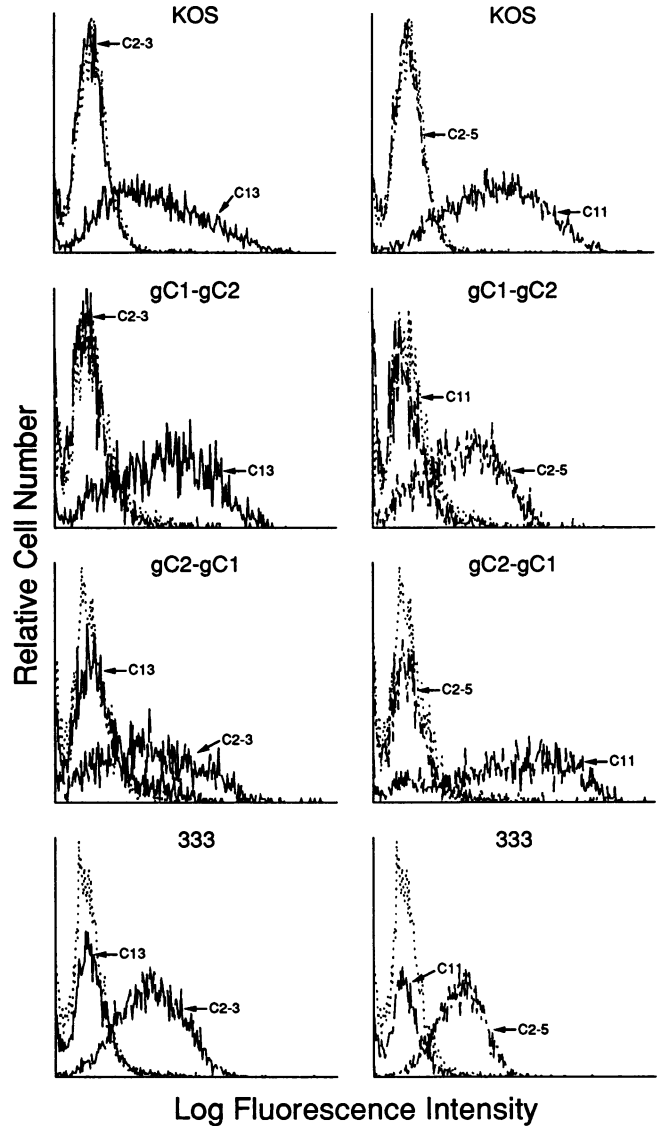 KOS
KOS
C2-3
C13
C2-5
C11
gC1-gC2
gC1-gC2
C2-3
C13
C11
C2-5
gC2-gC1
gC2-gC1
C13
C2-3
C2-5
C11
333
333
C13
C2-3
C11
C2-5
Relative Cell Number
Log Fluorescence Intensity